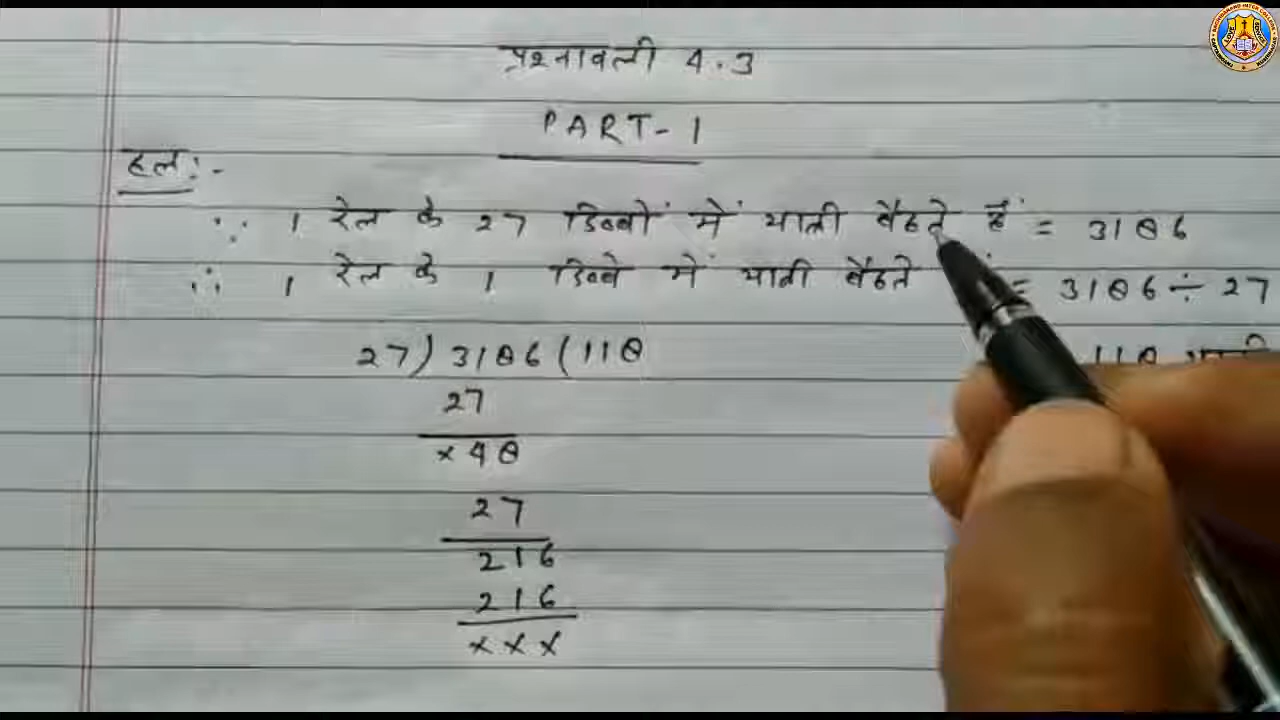 प्रश्नावली 4.3
PART-1
हल:-
∵ 1 रेल के 27 डिब्बों में यात्री बैठते हैं = 3186
∴ 1 रेल के 1 डिब्बे में यात्री बैठते = 3186 ÷ 27
27) 3186 (118
118
27
×48
27
216
216
×××